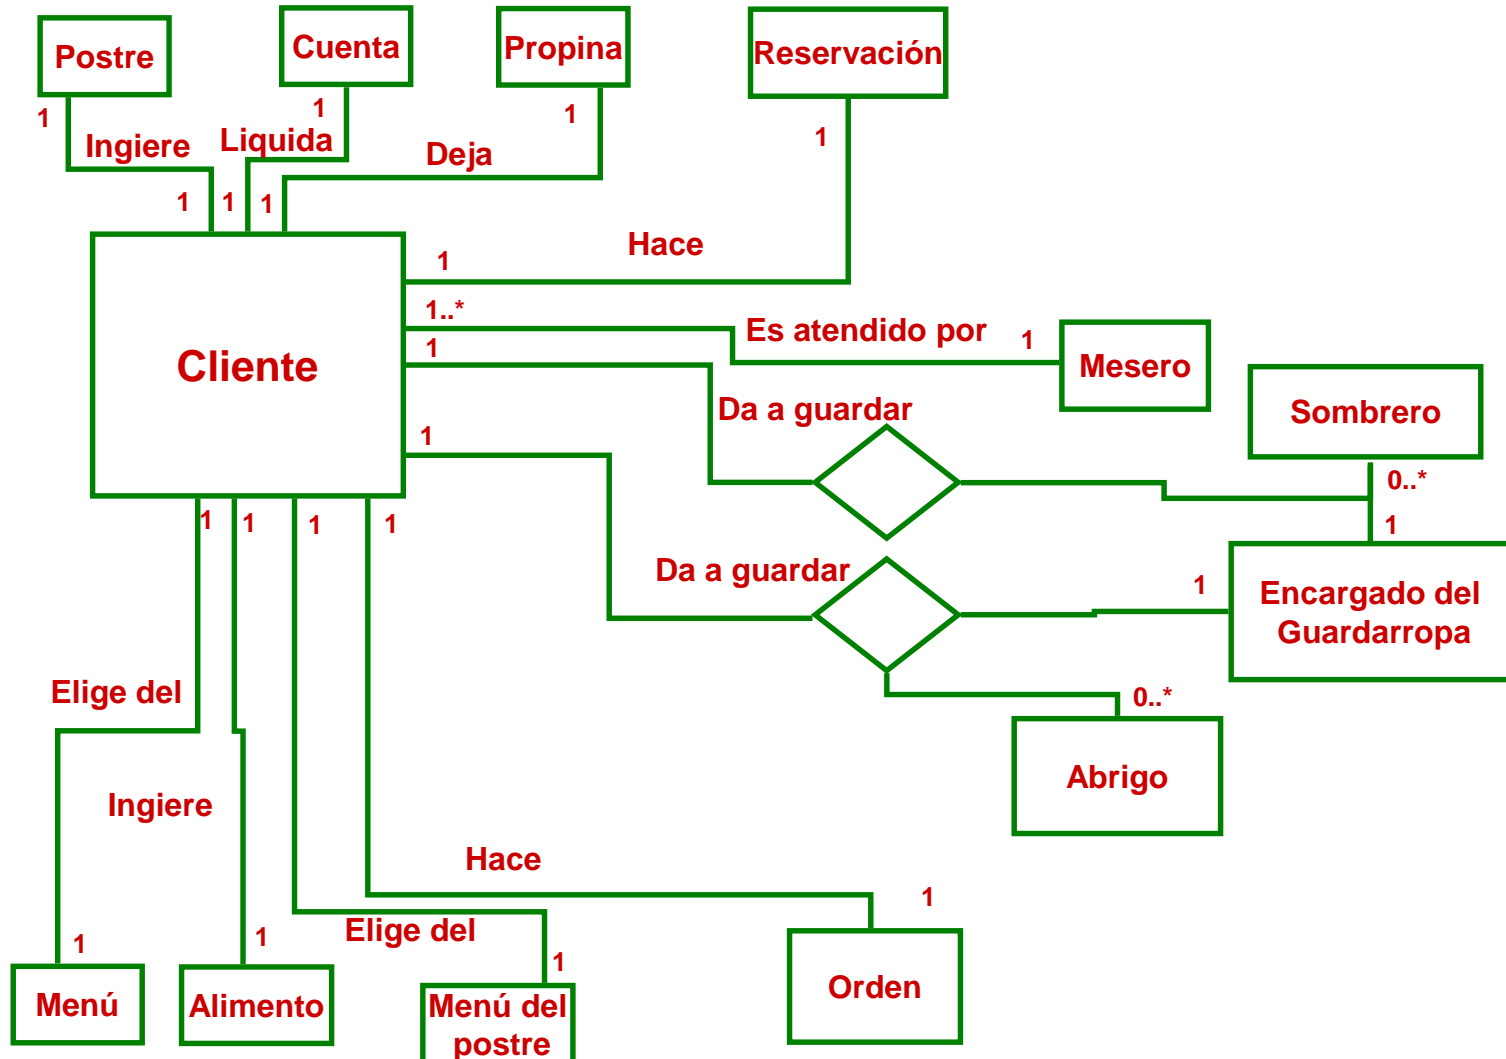 Postre
Cuenta
Propina
Reservación
1
1
1
1
Ingiere
Liquida
Deja
1
1
1
Hace
1
1..*
Es atendido por
1
Mesero
1
Cliente
Da a guardar
Sombrero
1
0..*
1
1
1
1
1
Da a guardar
1
Encargado del
Guardarropa
Elige del
0..*
Abrigo
Ingiere
Hace
1
Elige del
1
1
1
Menú
Alimento
Menú del
postre
Orden